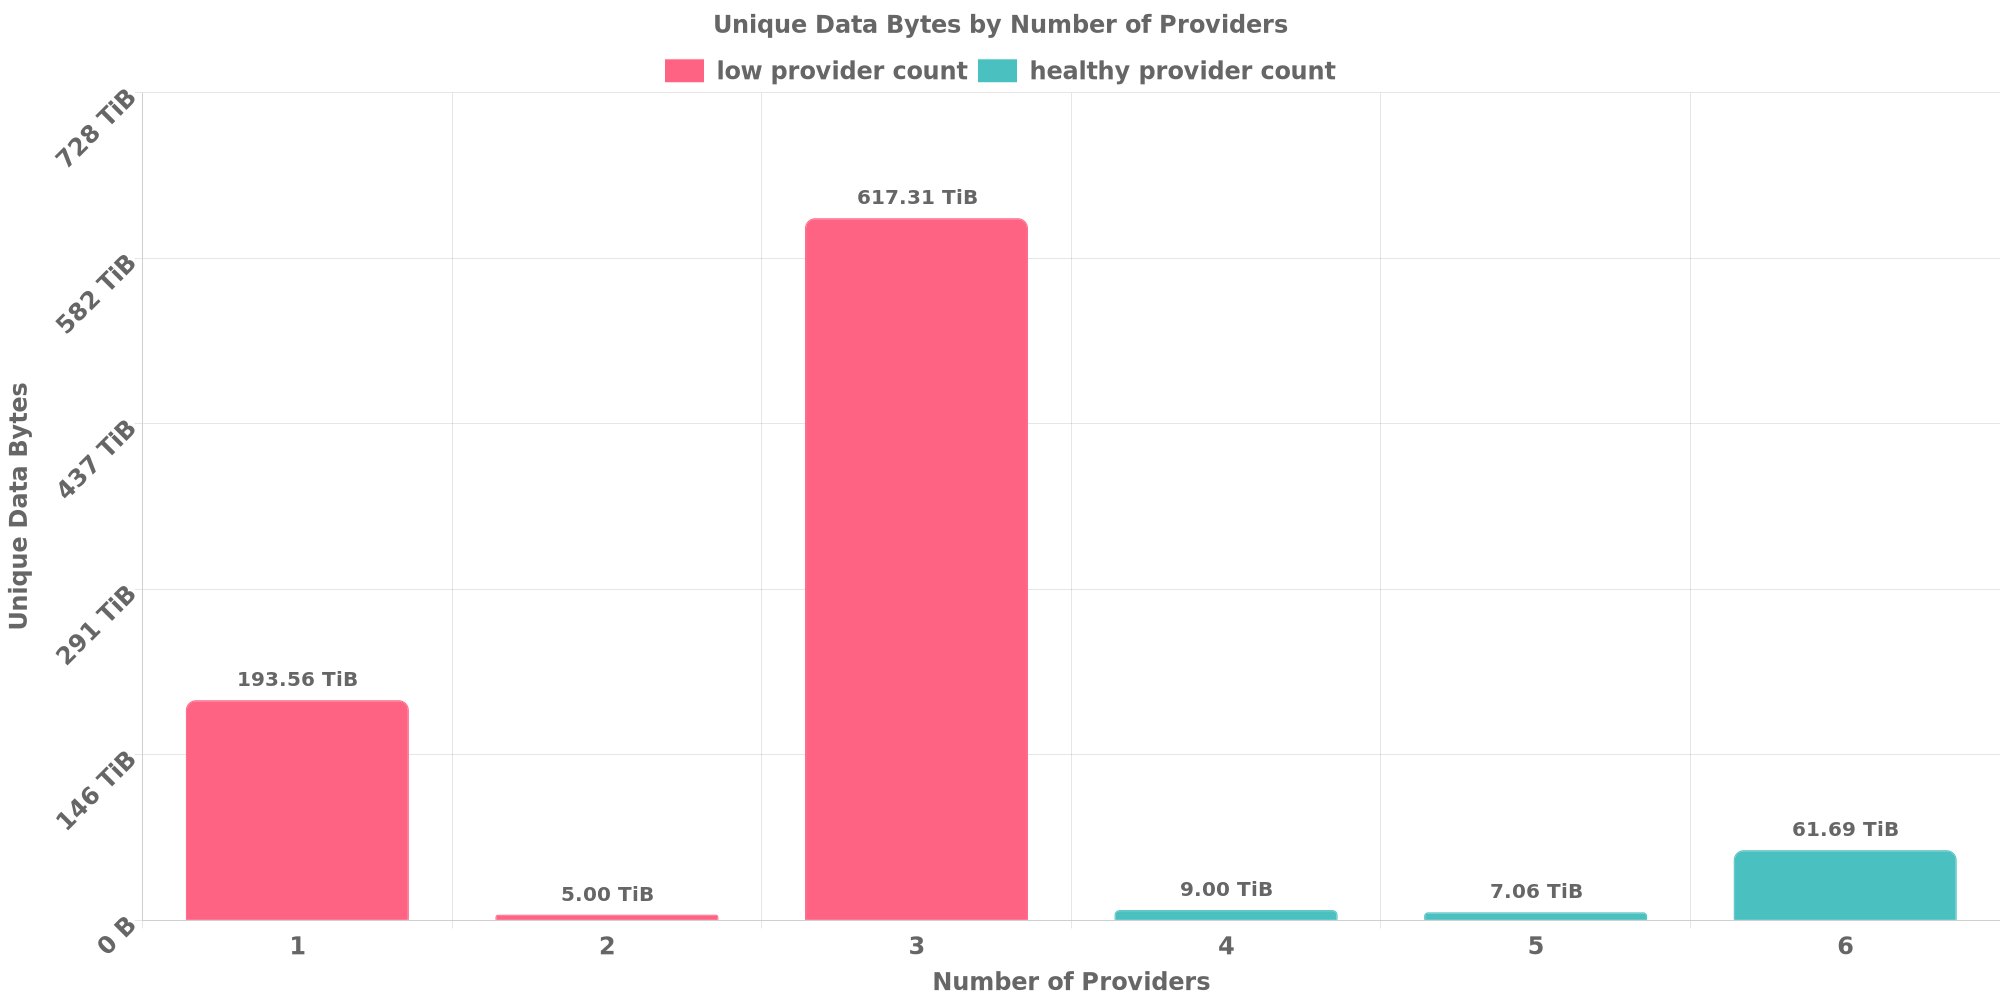 Unique Data Bytes by Number of Providers
low provider count healthy provider count
728 TiB
582 TiB
437 TiB
291 TiB
146 TiB
0 B
Unique Data Bytes
193.56 TiB
5.00 TiB
617.31 TiB
9.00 TiB
7.06 TiB
61.69 TiB
1 2 3 4 5 6
Number of Providers